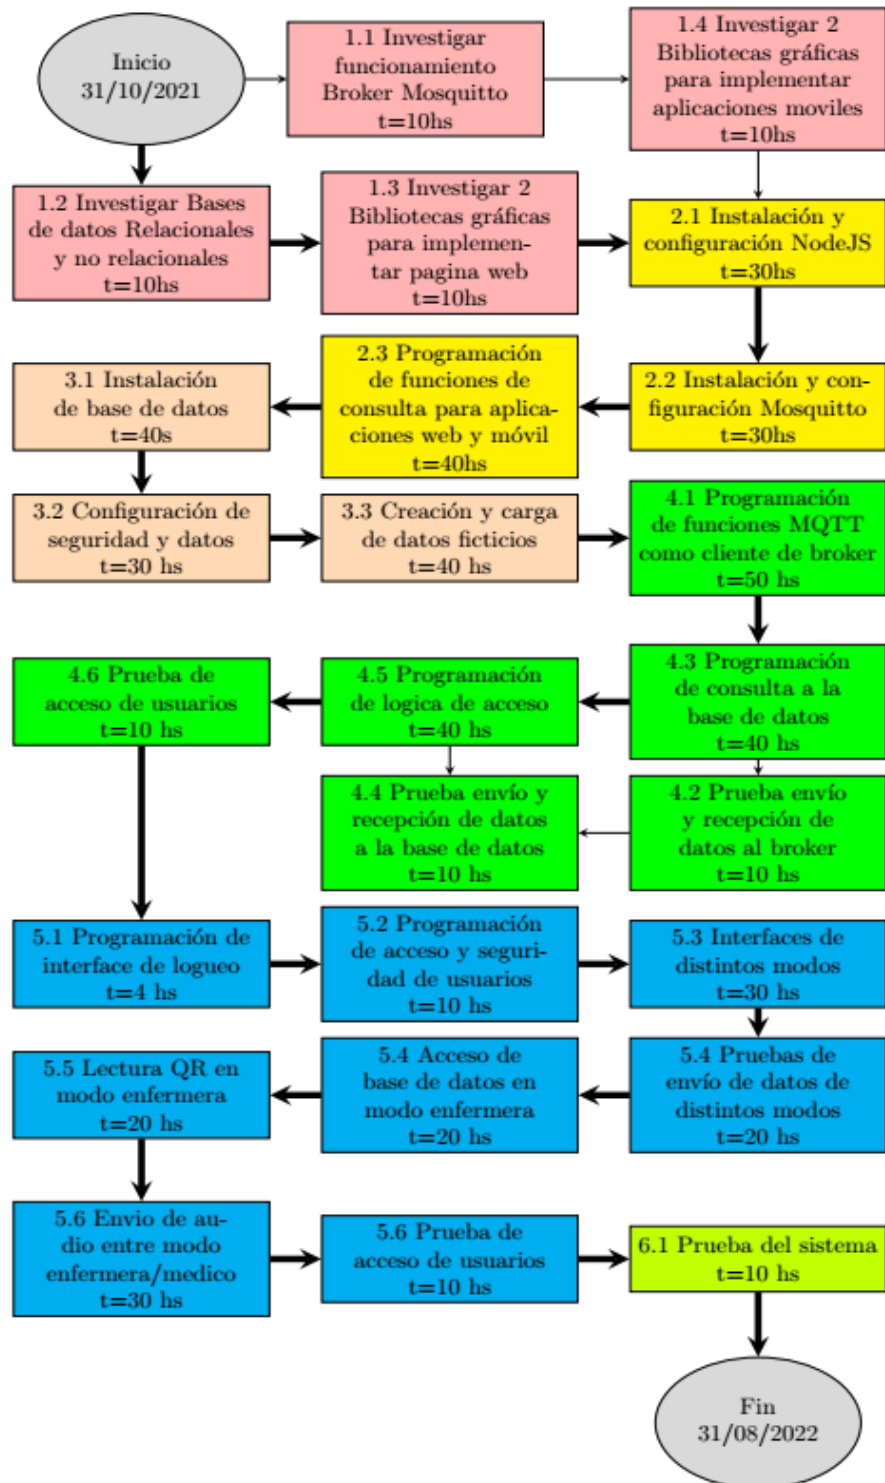 Inicio
31/10/2021
1.1 Investigar
funcionamiento
Broker Mosquitto
t=10hs
1.4 Investigar 2
Bibliotecas gráficas
para implementar
aplicaciones moviles
t=10hs
1.2 Investigar Bases
de datos Relacionales
y no relacionales
t=10hs
1.3 Investigar 2
Bibliotecas gráficas
para implemen-
tar pagina web
t=10hs
2.1 Instalación y
configuración NodeJS
t=30hs
3.1 Instalación
de base de datos
t=40s
2.3 Programación
de funciones de
consulta para aplica-
ciones web y móvil
t=40hs
2.2 Instalación y con-
figuración Mosquitto
t=30hs
3.2 Configuración de
seguridad y datos
t=30 hs
3.3 Creación y carga
de datos ficticios
t=40 hs
4.1 Programación
de funciones MQTT
como cliente de broker
t=50 hs
4.6 Prueba de
acceso de usuarios
t=10 hs
4.5 Programación
de logica de acceso
t=40 hs
4.3 Programación
de consulta a la
base de datos
t=40 hs
4.4 Prueba envío y
recepción de datos
a la base de datos
t=10 hs
4.2 Prueba envío
y recepción de
datos al broker
t=10 hs
5.1 Programación de
interface de logueo
t=4 hs
5.2 Programación
de acceso y seguri-
dad de usuarios
t=10 hs
5.3 Interfaces de
distintos modos
t=30 hs
5.5 Lectura QR en
modo enfermera
t=20 hs
5.4 Acceso de
base de datos en
modo enfermera
t=20 hs
5.4 Pruebas de
envío de datos de
distintos modos
t=20 hs
5.6 Envio de au-
dio entre modo
enfermera/medico
t=30 hs
5.6 Prueba de
acceso de usuarios
t=10 hs
6.1 Prueba del sistema
t=10 hs
Fin
31/08/2022